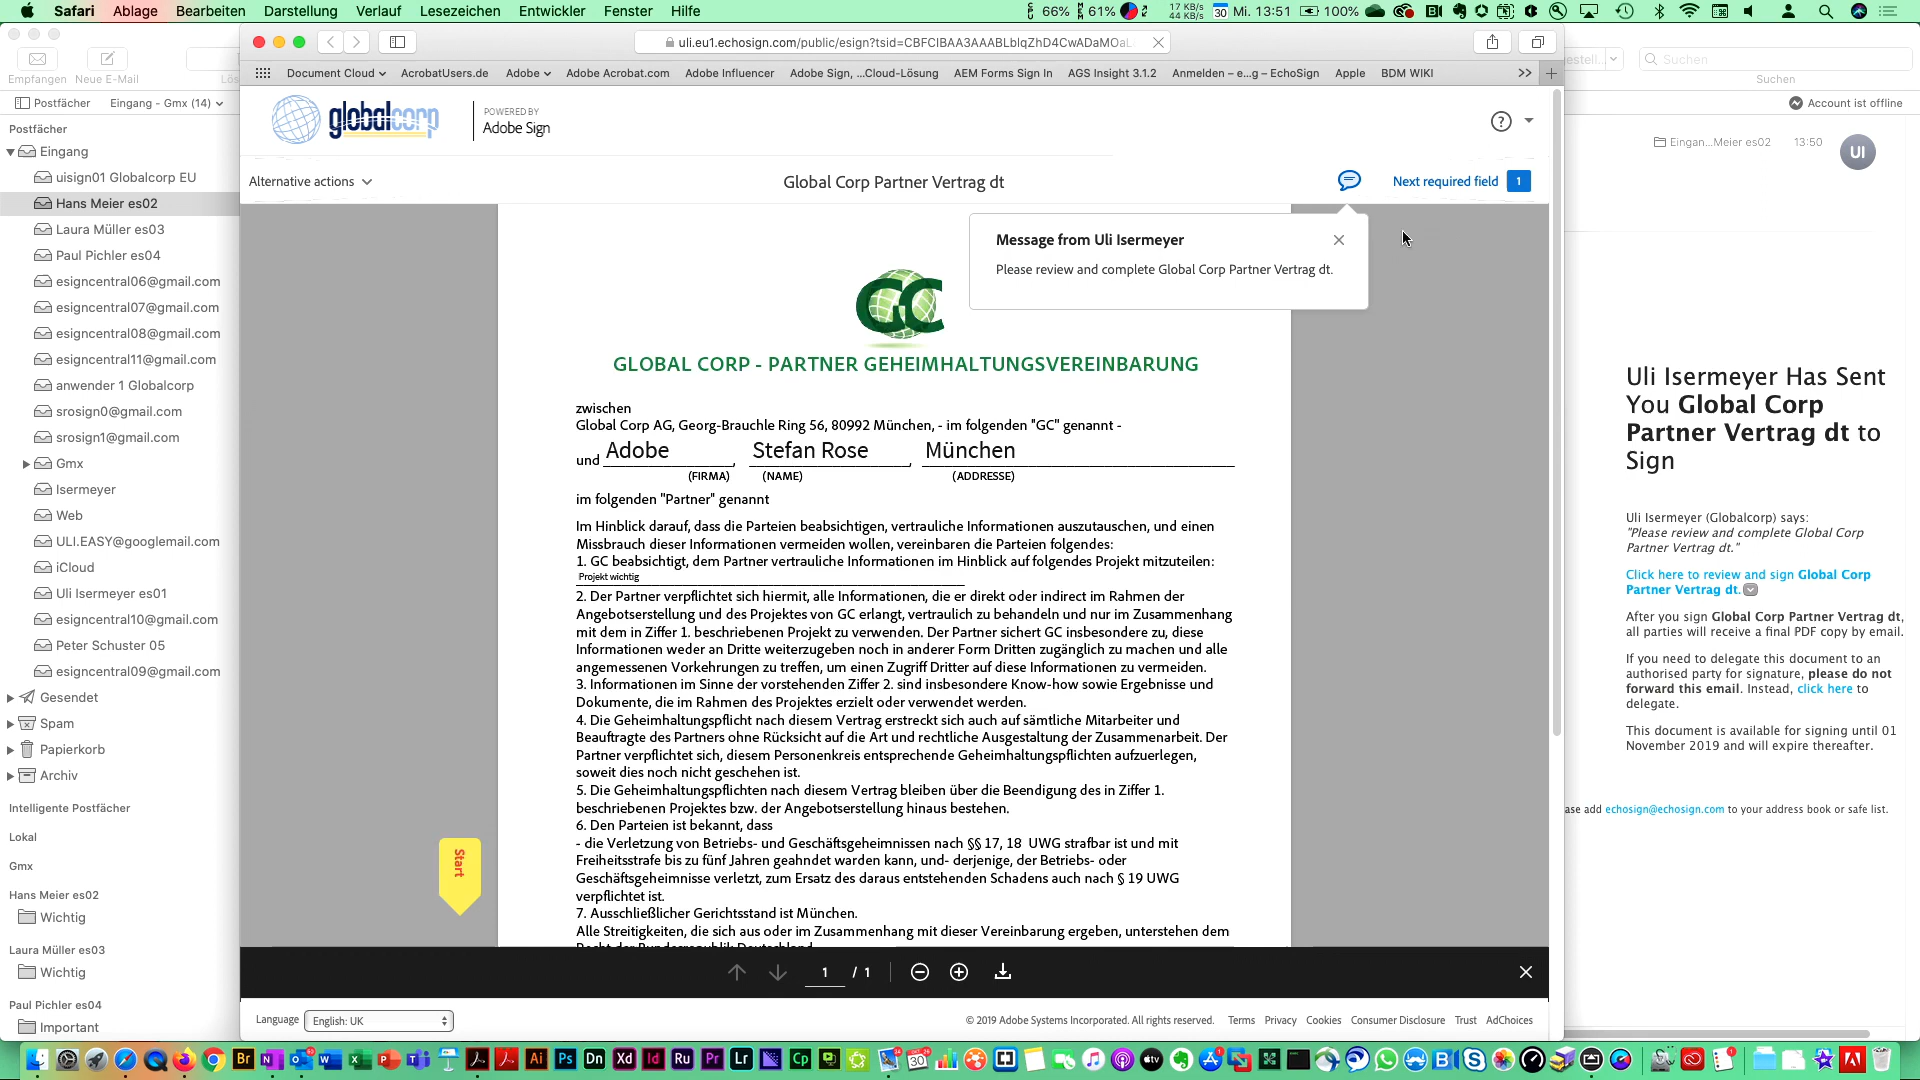 Safari Ablage Bearbeiten Darstellung Verlauf Lesezeichen Entwickler Fenster Hilfe
66% 61% 17 KB/s 44 KB/s 30 Mi. 13:51 100%
uli.eu1.echosign.com/public/esign?tsid=CBFCIBAA3AAABLblqZhD4CwADaMOaL
Empfangen Neue E-Mail Lös
Suchen
Suchen
Document Cloud AcrobatUsers.de Adobe Adobe Acrobat.com Adobe Influencer Adobe Sign, ...Cloud-Lösung AEM Forms Sign In AGS Insight 3.1.2 Anmelden – e...g – EchoSign Apple BDM WIKI
Postfächer Eingang - Gmx (14)
Account ist offline
Postfächer
Eingang
uisign01 Globalcorp EU
Hans Meier es02
Laura Müller es03
Paul Pichler es04
esigncentral06@gmail.com
esigncentral07@gmail.com
esigncentral08@gmail.com
esigncentral11@gmail.com
anwender 1 Globalcorp
srosign0@gmail.com
srosign1@gmail.com
Gmx
Isermeyer
Web
ULI.EASY@googlemail.com
iCloud
Uli Isermeyer es01
esigncentral10@gmail.com
Peter Schuster 05
esigncentral09@gmail.com
Gesendet
Spam
Papierkorb
Archiv
Intelligente Postfächer
Lokal
Gmx
Hans Meier es02
Wichtig
Laura Müller es03
Wichtig
Paul Pichler es04
Important
globalcorp
POWERED BY
Adobe Sign
Alternative actions
Global Corp Partner Vertrag dt
Next required field 1
Message from Uli Isermeyer
Please review and complete Global Corp Partner Vertrag dt.
GC
GLOBAL CORP - PARTNER GEHEIMHALTUNGSVEREINBARUNG
zwischen
Global Corp AG, Georg-Brauchle Ring 56, 80992 München, - im folgenden "GC" genannt -
und Adobe, Stefan Rose, München
(FIRMA) (NAME) (ADDRESSE)
im folgenden "Partner" genannt
Im Hinblick darauf, dass die Parteien beabsichtigen, vertrauliche Informationen auszutauschen, und einen
Missbrauch dieser Informationen vermeiden wollen, vereinbaren die Parteien folgendes:
1. GC beabsichtigt, dem Partner vertrauliche Informationen im Hinblick auf folgendes Projekt mitzuteilen:
Projekt wichtig
2. Der Partner verpflichtet sich hiermit, alle Informationen, die er direkt oder indirect im Rahmen der
Angebotserstellung und des Projektes von GC erlangt, vertraulich zu behandeln und nur im Zusammenhang
mit dem in Ziffer 1. beschriebenen Projekt zu verwenden. Der Partner sichert GC insbesondere zu, diese
Informationen weder an Dritte weiterzugeben noch in anderer Form Dritten zugänglich zu machen und alle
angemessenen Vorkehrungen zu treffen, um einen Zugriff Dritter auf diese Informationen zu vermeiden.
3. Informationen im Sinne der vorstehenden Ziffer 2. sind insbesondere Know-how sowie Ergebnisse und
Dokumente, die im Rahmen des Projektes erzielt oder verwendet werden.
4. Die Geheimhaltungspflicht nach diesem Vertrag erstreckt sich auch auf sämtliche Mitarbeiter und
Beauftragte des Partners ohne Rücksicht auf die Art und rechtliche Ausgestaltung der Zusammenarbeit. Der
Partner verpflichtet sich, diesem Personenkreis entsprechende Geheimhaltungspflichten aufzuerlegen,
soweit dies noch nicht geschehen ist.
5. Die Geheimhaltungspflichten nach diesem Vertrag bleiben über die Beendigung des in Ziffer 1.
beschriebenen Projektes bzw. der Angebotserstellung hinaus bestehen.
6. Den Parteien ist bekannt, dass
- die Verletzung von Betriebs- und Geschäftsgeheimnissen nach §§ 17, 18 UWG strafbar ist und mit
Freiheitsstrafe bis zu fünf Jahren geahndet warden kann, und- derjenige, der Betriebs- oder
Geschäftsgeheimnisse verletzt, zum Ersatz des daraus entstehenden Schadens auch nach § 19 UWG
verpflichtet ist.
7. Ausschließlicher Gerichtsstand ist München.
Alle Streitigkeiten, die sich aus oder im Zusammenhang mit dieser Vereinbarung ergeben, unterstehen dem
Recht der Bundesrepublik Deutschland
Start
1 / 1
Language English: UK
© 2019 Adobe Systems Incorporated. All rights reserved. Terms Privacy Cookies Consumer Disclosure Trust AdChoices
Eingan...Meier es02 13:50 UI
Uli Isermeyer Has Sent
You Global Corp
Partner Vertrag dt to
Sign
Uli Isermeyer (Globalcorp) says:
"Please review and complete Global Corp
Partner Vertrag dt."
Click here to review and sign Global Corp
Partner Vertrag dt.
After you sign Global Corp Partner Vertrag dt,
all parties will receive a final PDF copy by email.
If you need to delegate this document to an
authorised party for signature, please do not
forward this email. Instead, click here to
delegate.
This document is available for signing until 01
November 2019 and will expire thereafter.
ase add echosign@echosign.com to your address book or safe list.
Br Ai Ps Dn Xd Id Ru Pr Lr Cp